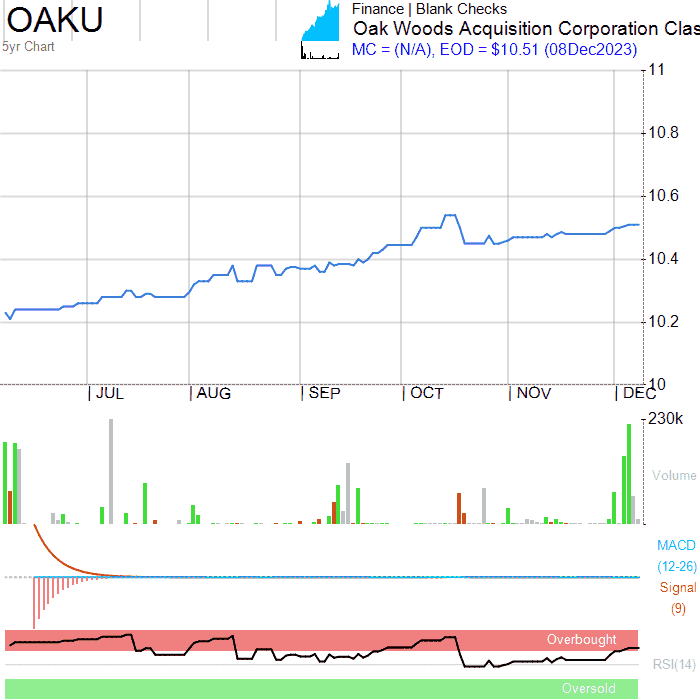 OAKU
5yr Chart
Finance | Blank Checks
Oak Woods Acquisition Corporation Clas
MC = (N/A), EOD = $10.51 (08Dec2023)
11
10.8
10.6
10.4
10.2
10
JUL AUG SEP OCT NOV DEC
230k
Volume
MACD
(12-26)
Signal
(9)
Overbought
RSI(14)
Oversold